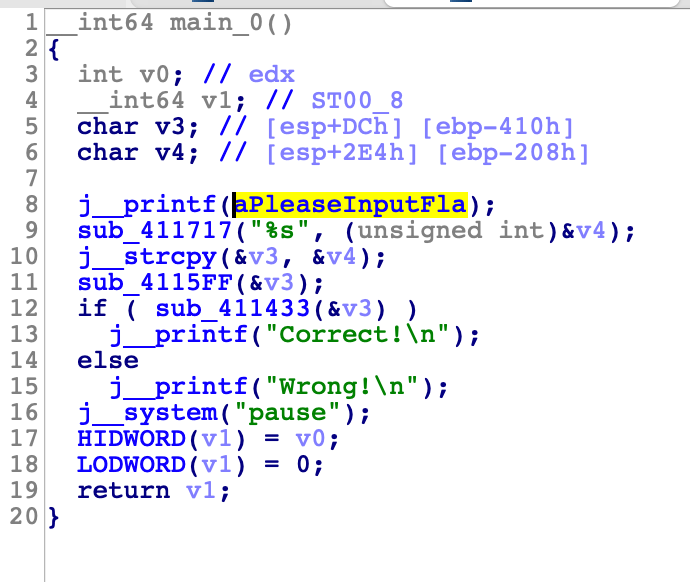 1 __int64 main_0()
2 {
3 int v0; // edx
4 __int64 v1; // ST00_8
5 char v3; // [esp+DCh] [ebp-410h]
6 char v4; // [esp+2E4h] [ebp-208h]
7
8 j__printf(aPleaseInputFla);
9 sub_411717("%s", (unsigned int)&v4);
10 j__strcpy(&v3, &v4);
11 sub_4115FF(&v3);
12 if ( sub_411433(&v3) )
13 j__printf("Correct!\n");
14 else
15 j__printf("Wrong!\n");
16 j__system("pause");
17 HIDWORD(v1) = v0;
18 LODWORD(v1) = 0;
19 return v1;
20 }